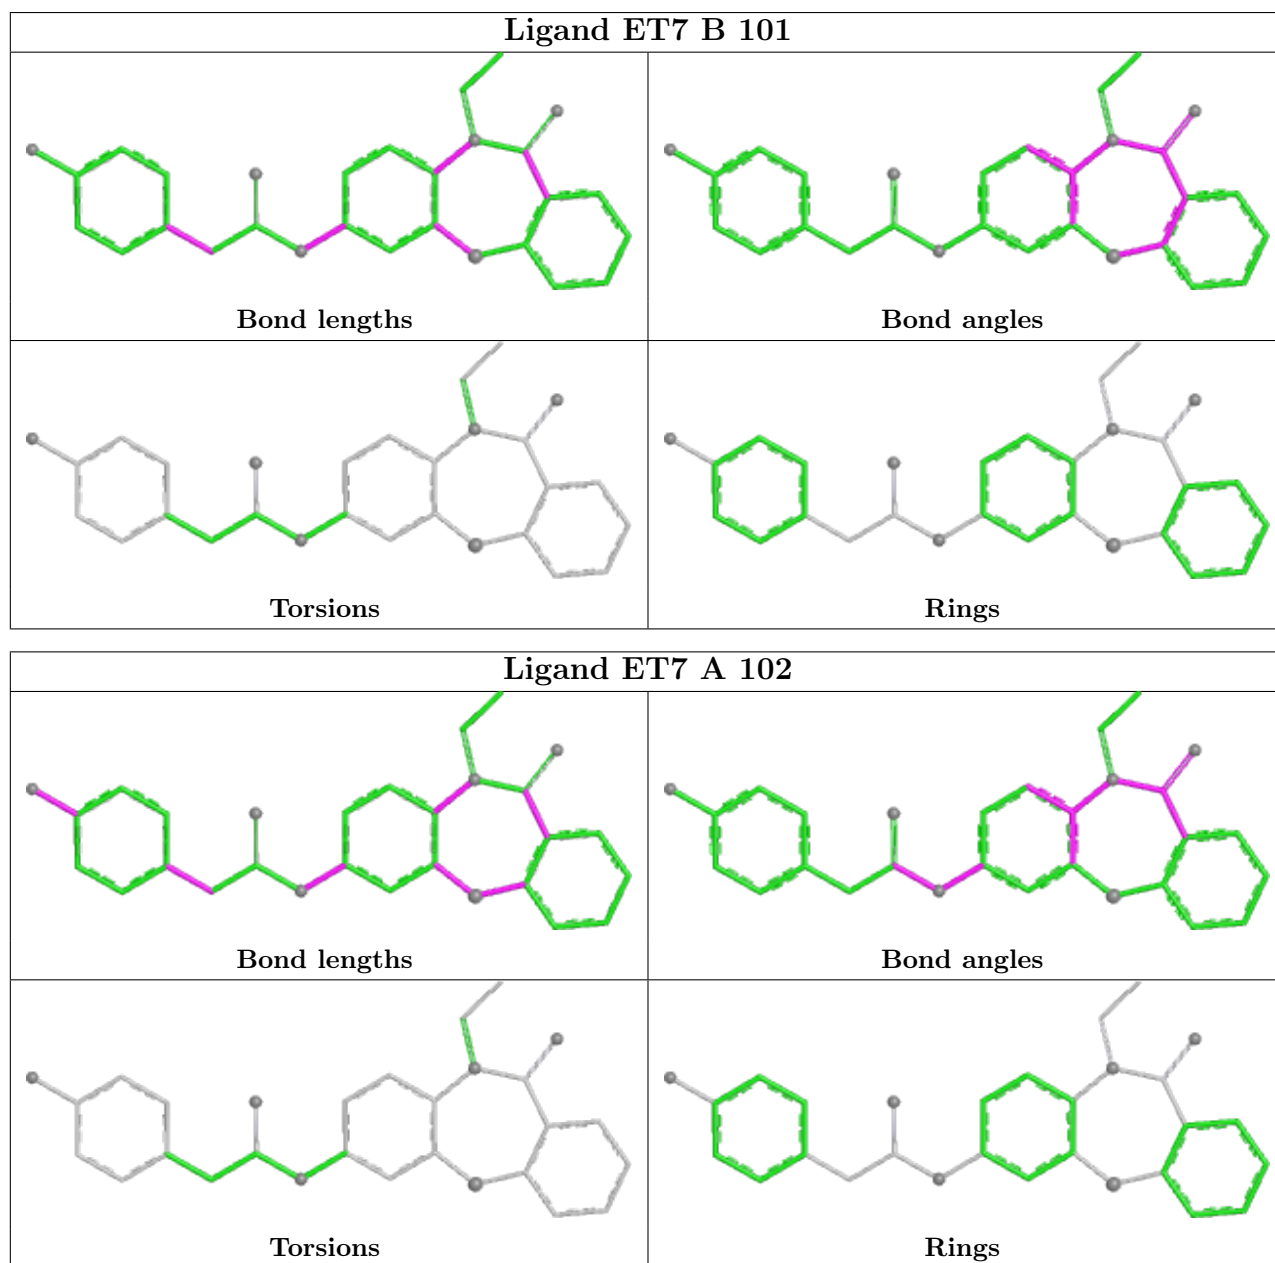 Ligand ET7 B 101
Bond lengths
Bond angles
Torsions
Rings
Ligand ET7 A 102
Bond lengths
Bond angles
Torsions
Rings